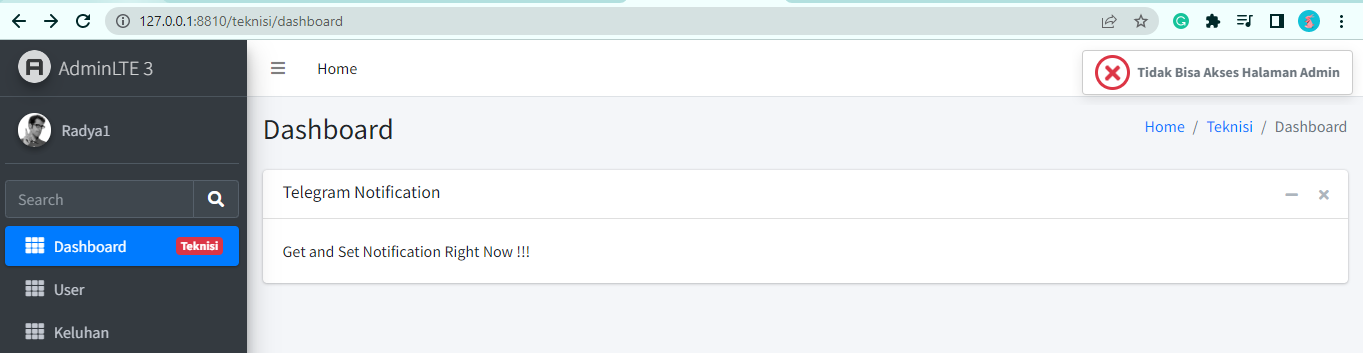 127.0.0.1:8810/teknisi/dashboard
AdminLTE 3
Home
Tidak Bisa Akses Halaman Admin
Radya1
Dashboard
Home / Teknisi / Dashboard
Search
Telegram Notification
Dashboard Teknisi
Get and Set Notification Right Now !!!
User
Keluhan